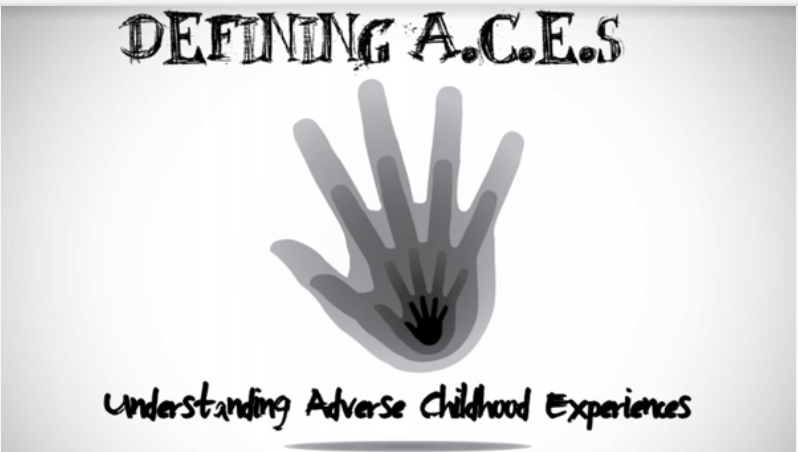 DEFINING A.C.E.S
Understanding Adverse Childhood Experiences